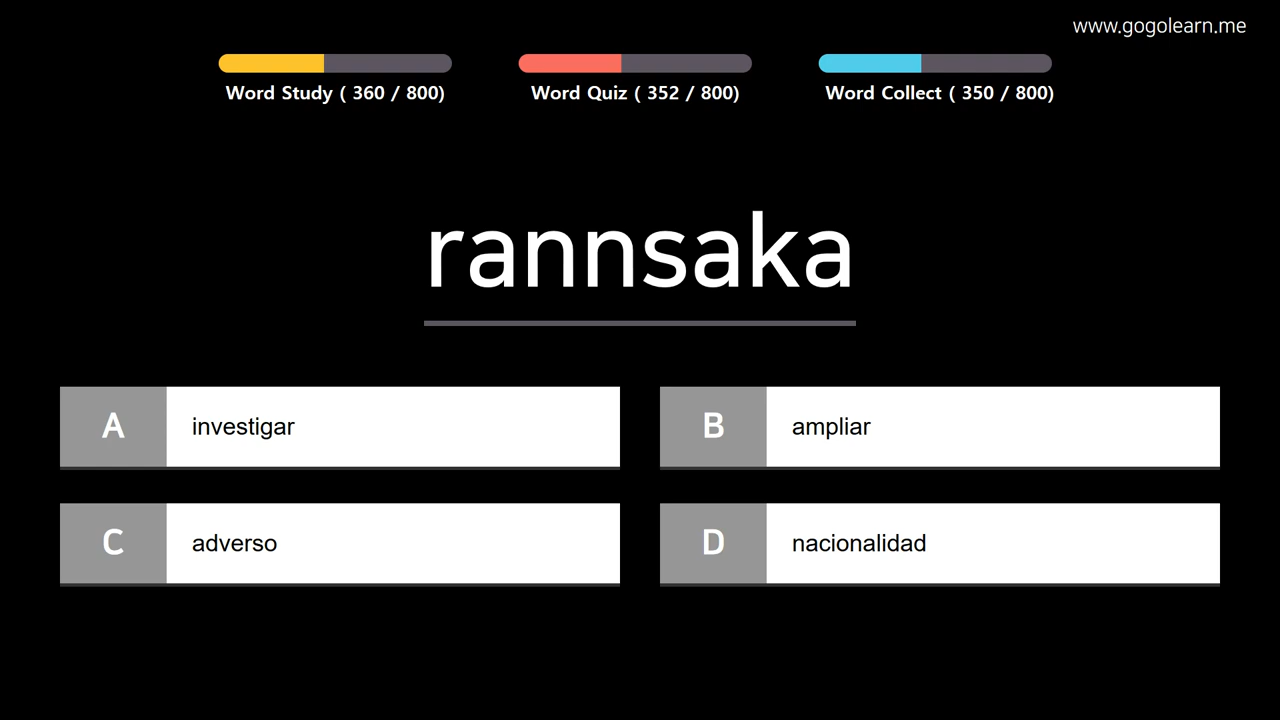 www.gogolearn.me
Word Study ( 360 / 800)
Word Quiz ( 352 / 800)
Word Collect ( 350 / 800)
rannsaka
A investigar
B ampliar
C adverso
D nacionalidad